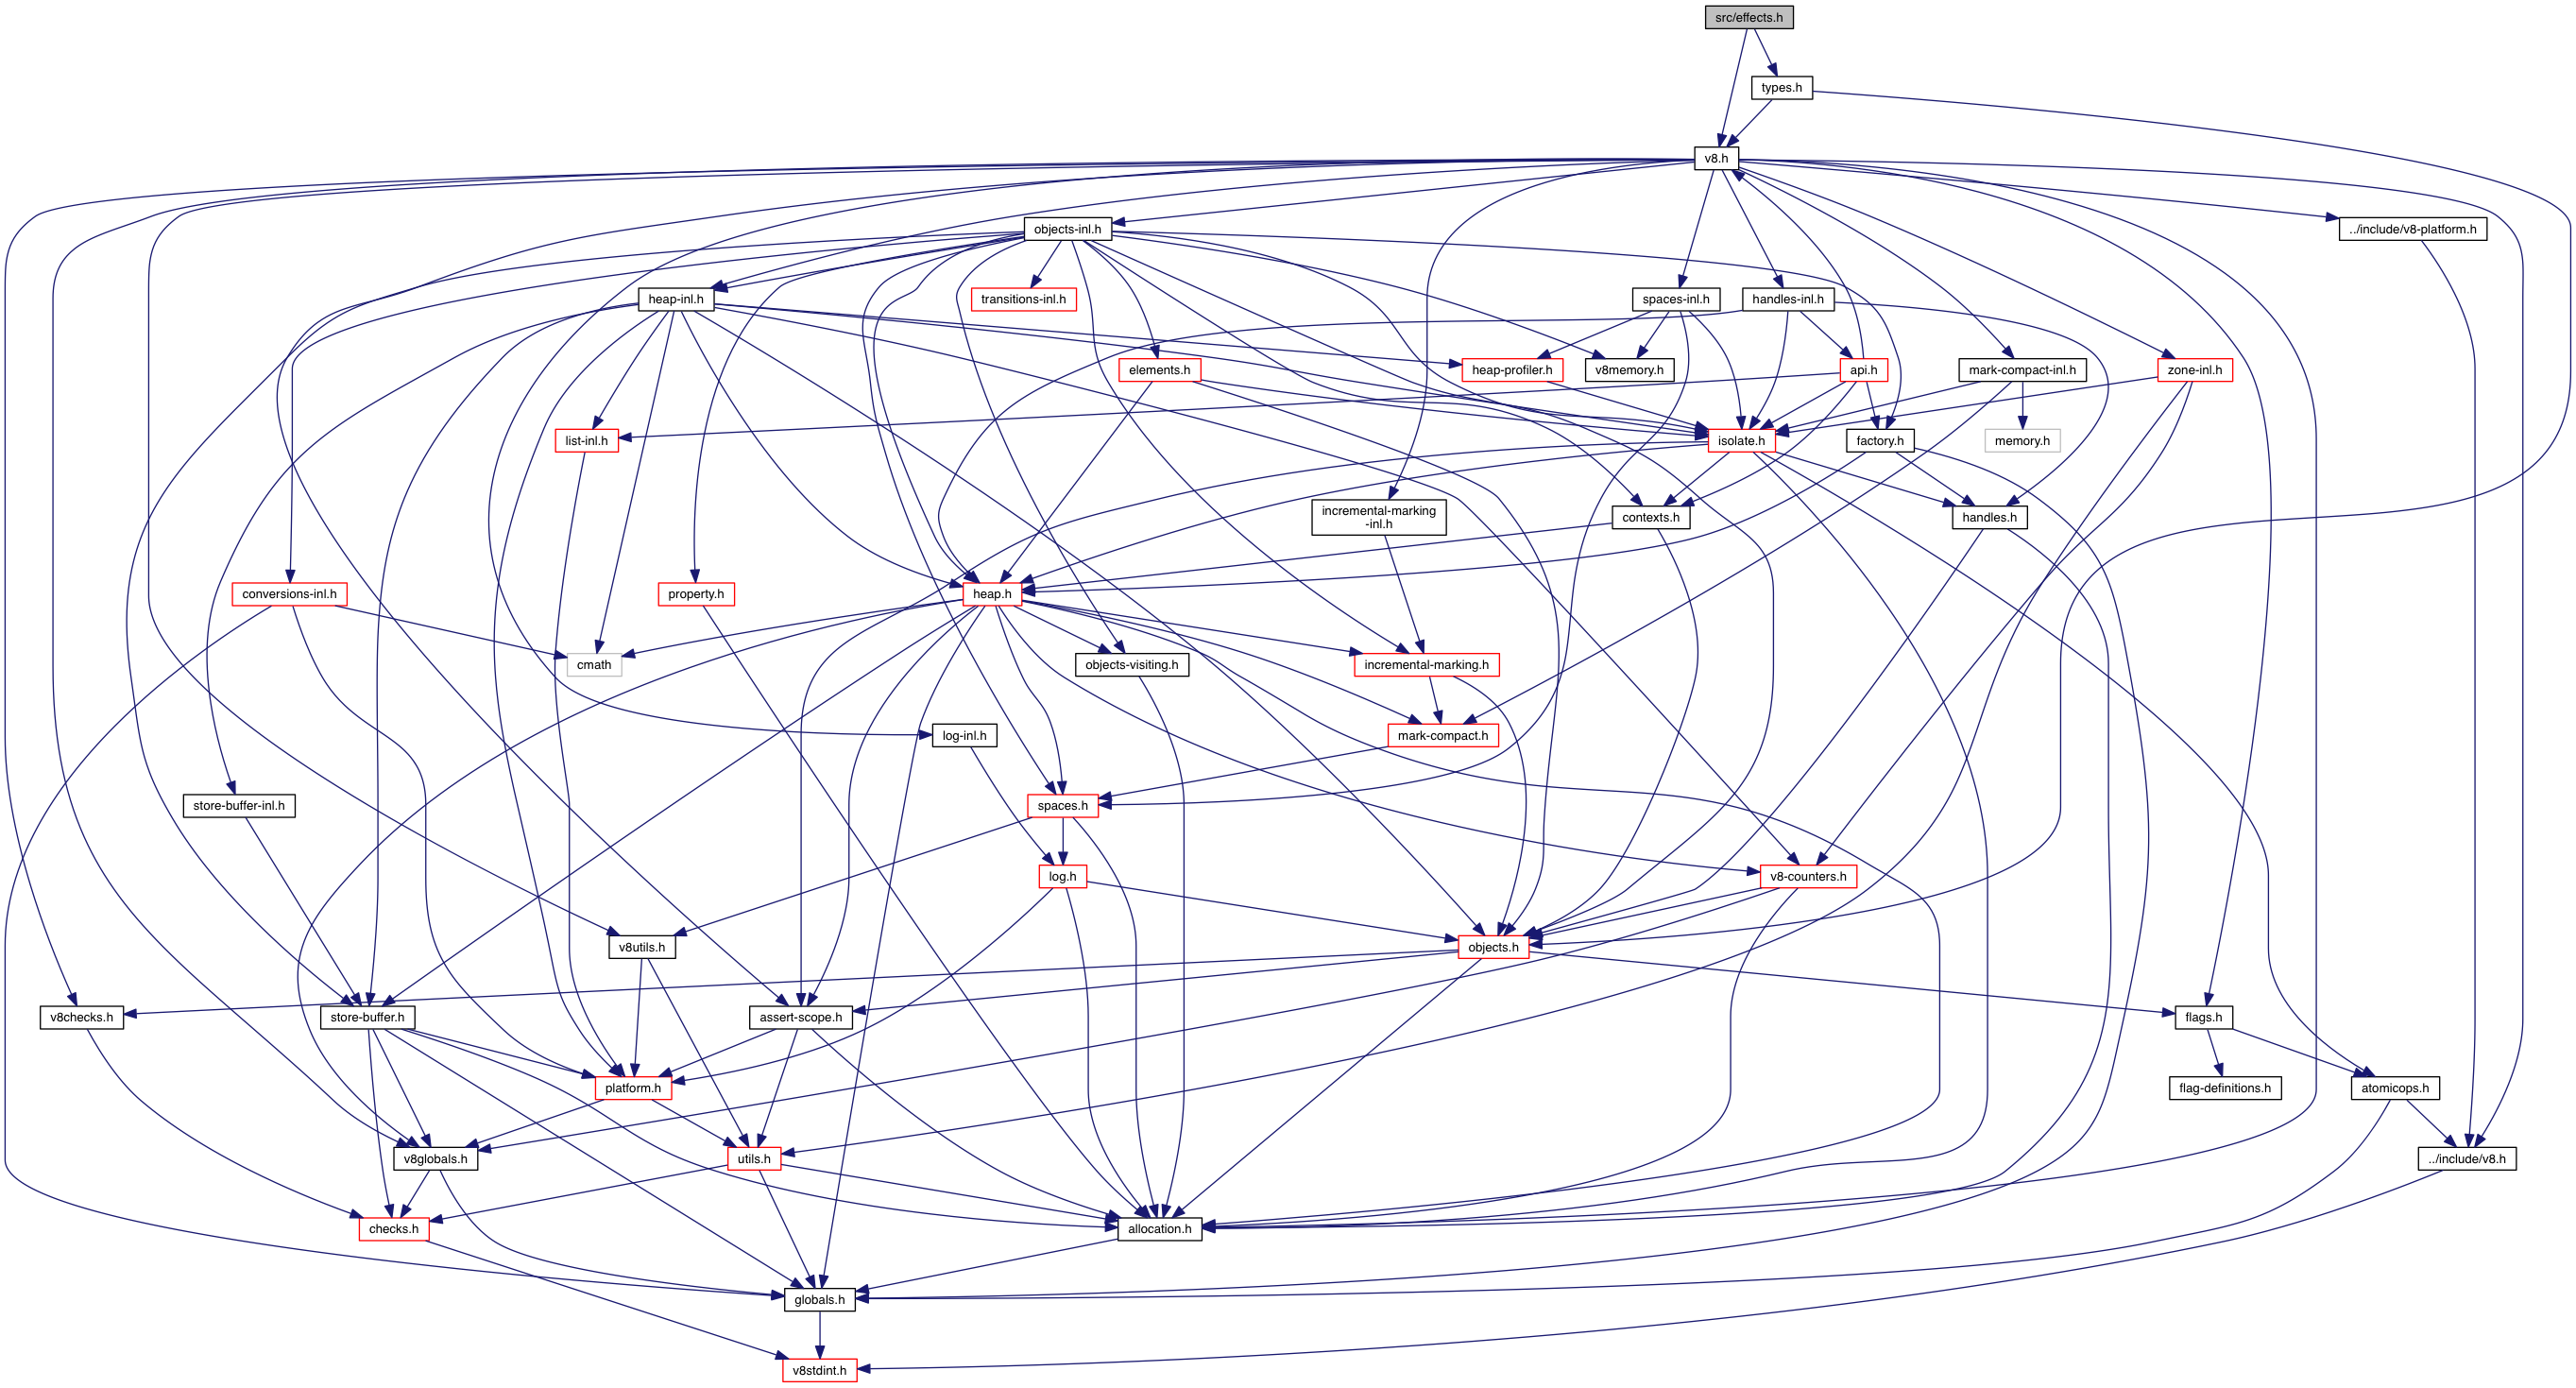 src/effects.h
types.h
v8.h
objects-inl.h
../include/v8-platform.h
heap-inl.h
transitions-inl.h
spaces-inl.h
handles-inl.h
elements.h
heap-profiler.h
v8memory.h
api.h
mark-compact-inl.h
zone-inl.h
list-inl.h
isolate.h
factory.h
memory.h
incremental-marking
-inl.h
contexts.h
handles.h
conversions-inl.h
property.h
heap.h
cmath
objects-visiting.h
incremental-marking.h
log-inl.h
mark-compact.h
store-buffer-inl.h
spaces.h
log.h
v8-counters.h
v8utils.h
objects.h
v8checks.h
store-buffer.h
assert-scope.h
flags.h
platform.h
flag-definitions.h
atomicops.h
v8globals.h
utils.h
../include/v8.h
checks.h
allocation.h
globals.h
v8stdint.h